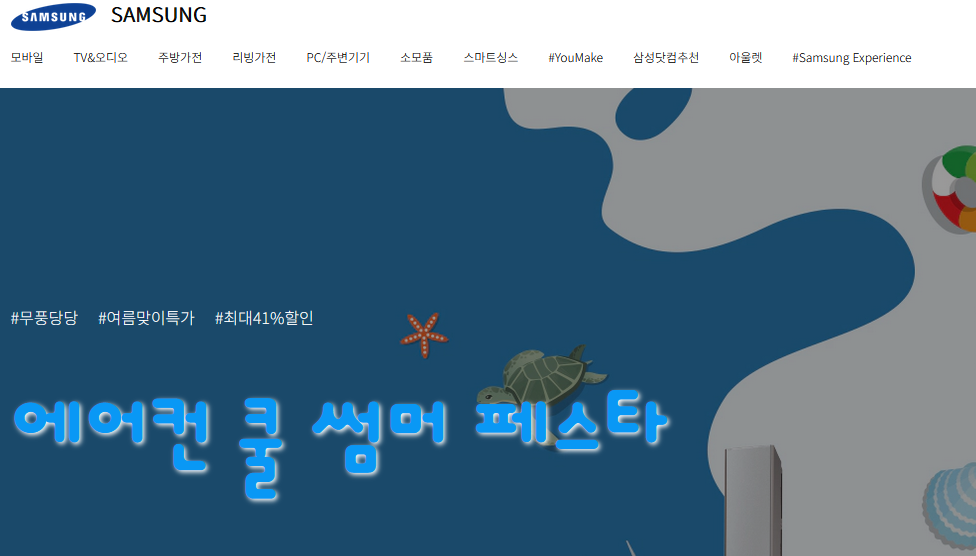 SAMSUNG SAMSUNG
모바일 TV&오디오 주방가전 리빙가전 PC/주변기기 소모품 스마트싱스 #YouMake 삼성닷컴추천 아울렛 #Samsung Experience
#무풍당당 #여름맞이특가 #최대41%할인
에어컨 쿨 썸머 페스타